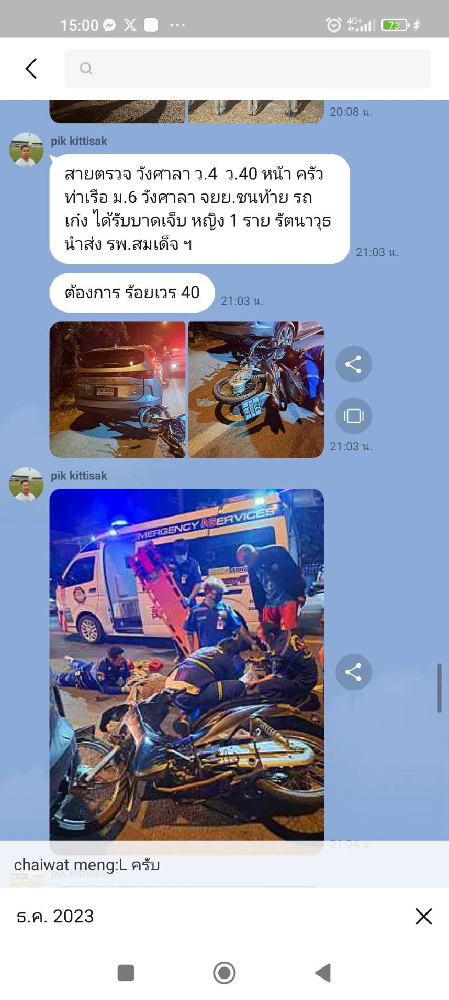 15:00
4G+
73
20:08 น.
pik kittisak
สายตรวจ วังศาลา ว.4 ว.40 หน้า ครัว
ท่าเรือ ม.6 วังศาลา จยย.ชนท้าย รถ
เก๋ง ได้รับบาดเจ็บ หญิง 1 ราย รัตนาวุธ
นำส่ง รพ.สมเด็จ ฯ
21:03 น.
ต้องการ ร้อยเวร 40
21:03 น.
21:03 น.
pik kittisak
EMERGENCY SERVICES
21:04 น.
chaiwat meng:L ครับ
pik kittisak
ธ.ค. 2023